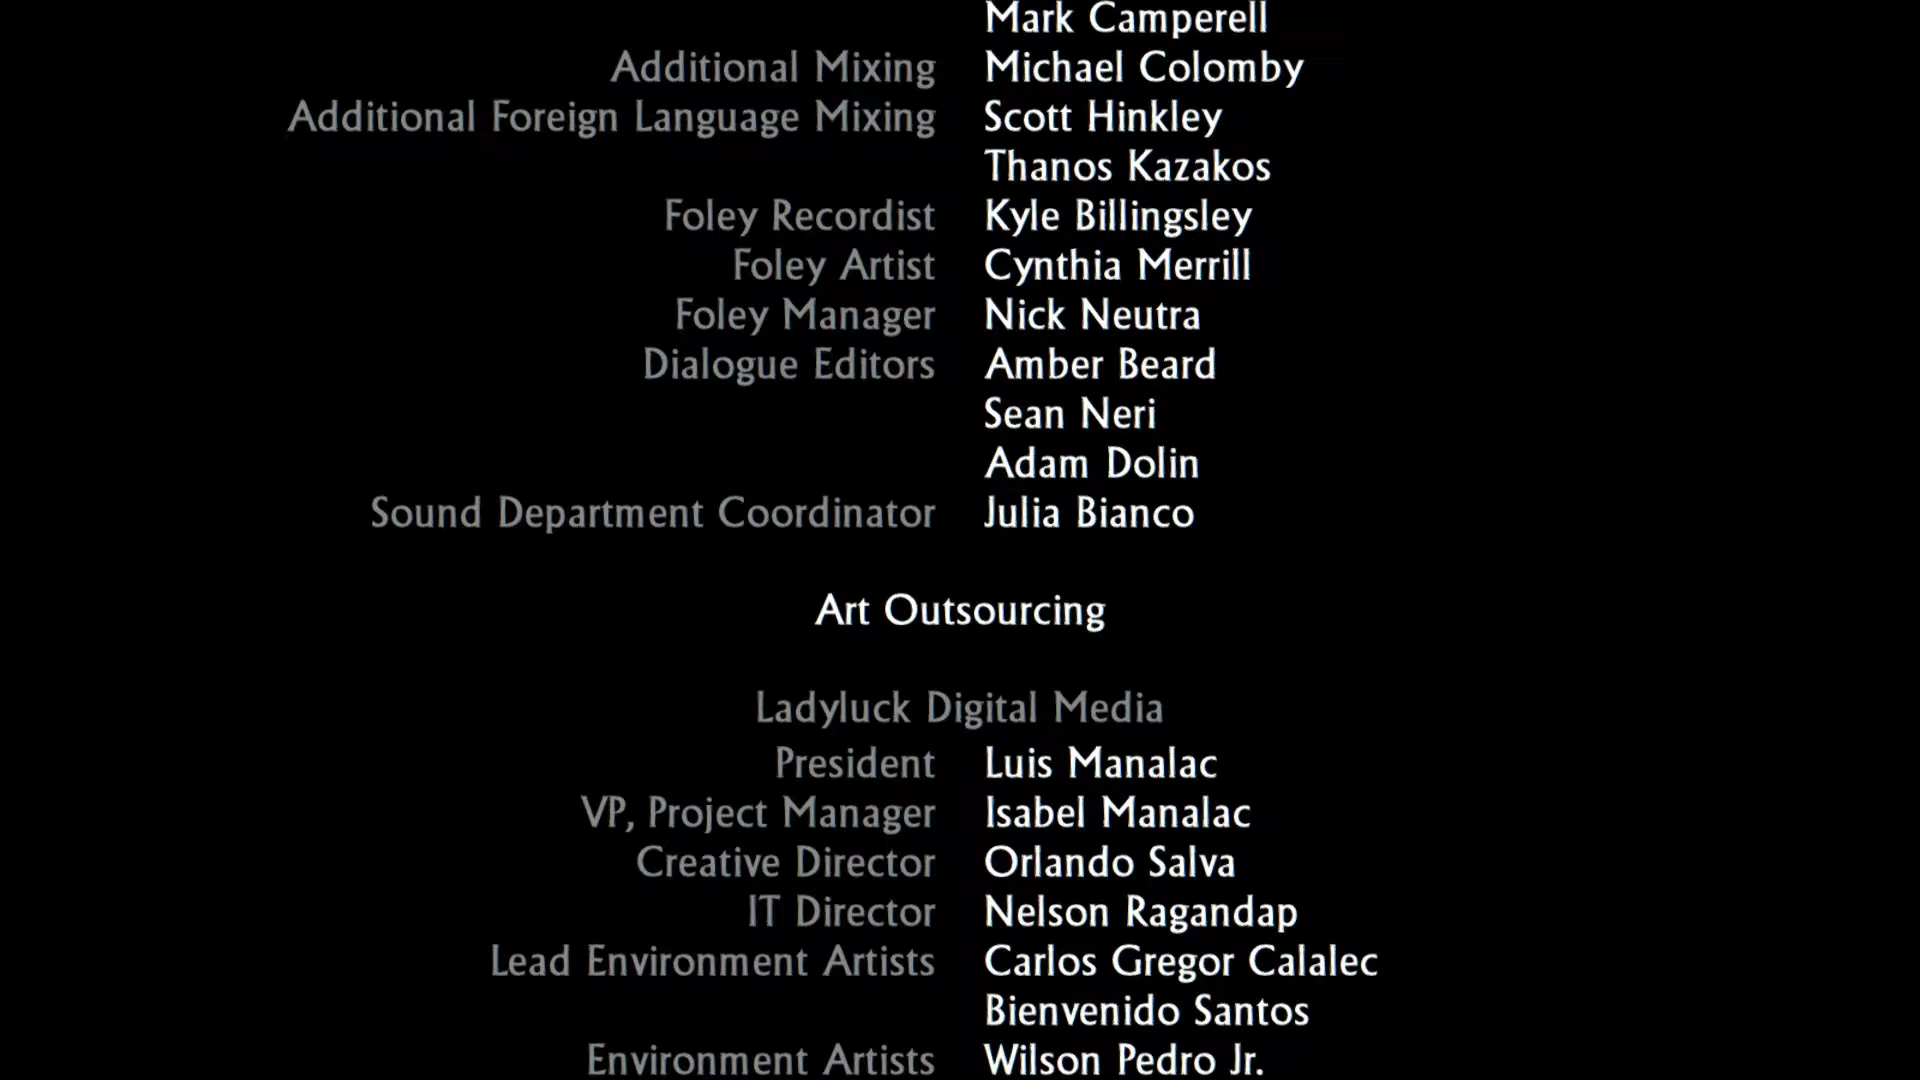 Mark Camperell
Additional Mixing Michael Colomby
Additional Foreign Language Mixing Scott Hinkley
Thanos Kazakos
Foley Recordist Kyle Billingsley
Foley Artist Cynthia Merrill
Foley Manager Nick Neutra
Dialogue Editors Amber Beard
Sean Neri
Adam Dolin
Sound Department Coordinator Julia Bianco
Art Outsourcing
Ladyluck Digital Media
President Luis Manalac
VP, Project Manager Isabel Manalac
Creative Director Orlando Salva
IT Director Nelson Ragandap
Lead Environment Artists Carlos Gregor Calalec
Bienvenido Santos
Environment Artists Wilson Pedro Jr.